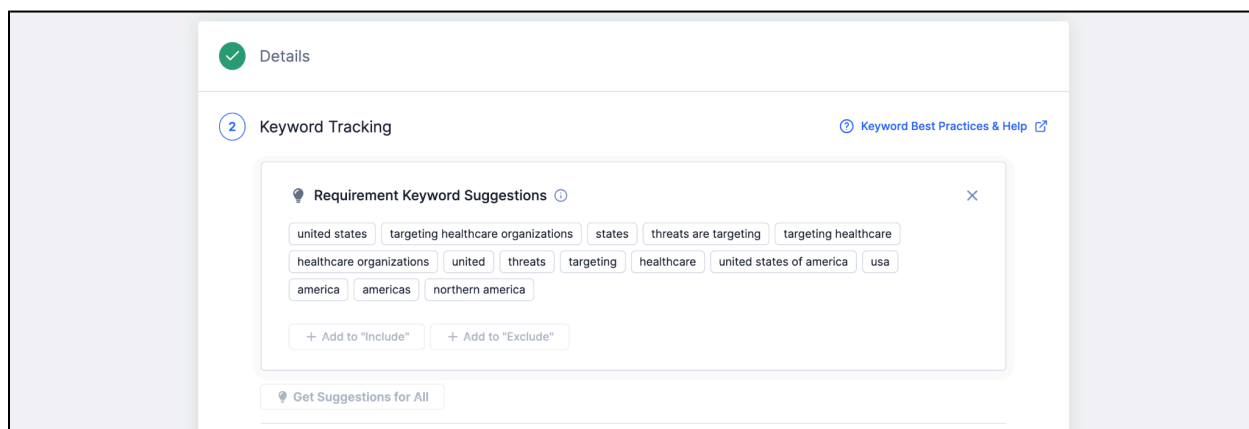 Details
2 Keyword Tracking Keyword Best Practices & Help
Requirement Keyword Suggestions
united states targeting healthcare organizations states threats are targeting targeting healthcare
healthcare organizations united threats targeting healthcare united states of america usa
america americas northern america
+ Add to "Include" + Add to "Exclude"
Get Suggestions for All